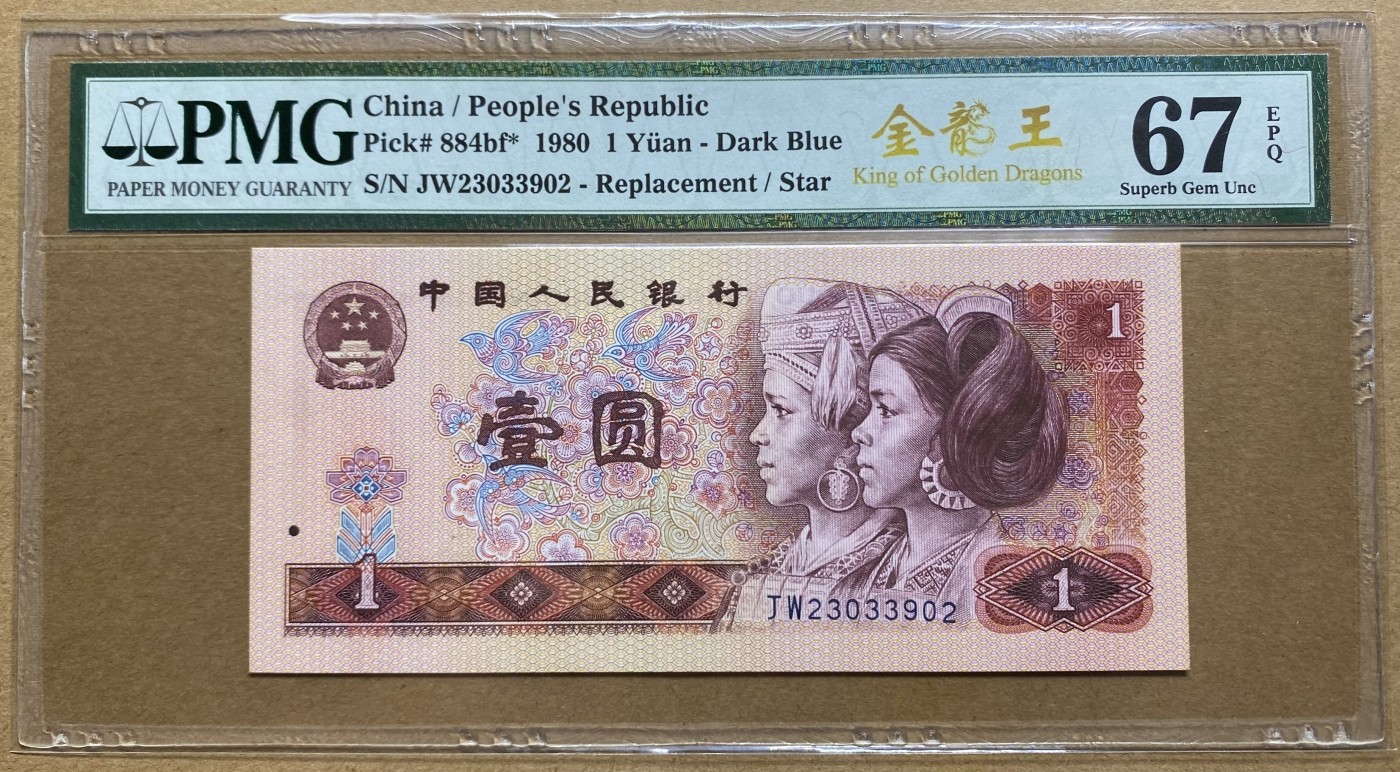 PMG
PAPER MONEY GUARANTY
China / People's Republic
Pick# 884bf* 1980 1 Yüan - Dark Blue
S/N JW23033902 - Replacement / Star
金龍王
King of Golden Dragons
67
EPQ
Superb Gem Unc
中国人民银行
1
壹圆
1
JW23033902
1